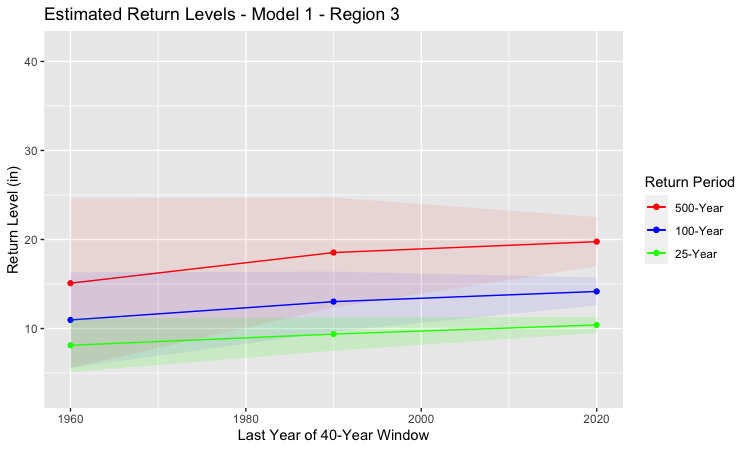 Estimated Return Levels - Model 1 - Region 3
40
30
20
10
Return Level (in)
1960
1980
2000
2020
Last Year of 40-Year Window
Return Period
500-Year
100-Year
25-Year